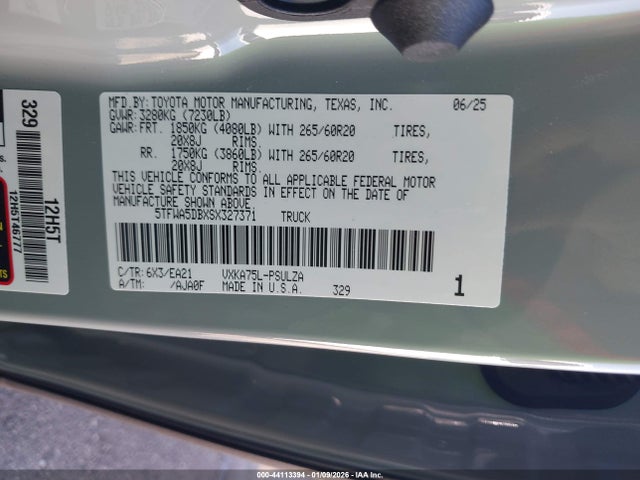 MFD.BY:TOYOTA MOTOR MANUFACTURING, TEXAS, INC. 06/25
GVWR:3280KG (7230LB)
GAWR:FRT. 1850KG (4080LB) WITH 265/60R20 TIRES,
20X8J RIMS.
RR. 1750KG (3860LB) WITH 265/60R20 TIRES,
20X8J RIMS.
THIS VEHICLE CONFORMS TO ALL APPLICABLE FEDERAL MOTOR
VEHICLE SAFETY STANDARDS IN EFFECT ON THE DATE OF
MANUFACTURE SHOWN ABOVE.
5TFWA5DBXSX327371 TRUCK
C/TR:6X3/EA21 VXKA75L-PSULZA
A/TM: /AJA0F MADE IN U.S.A. 329 1
329
12H5T
12H5T46777
000-44113394 - 01/09/2026 - IAA Inc.